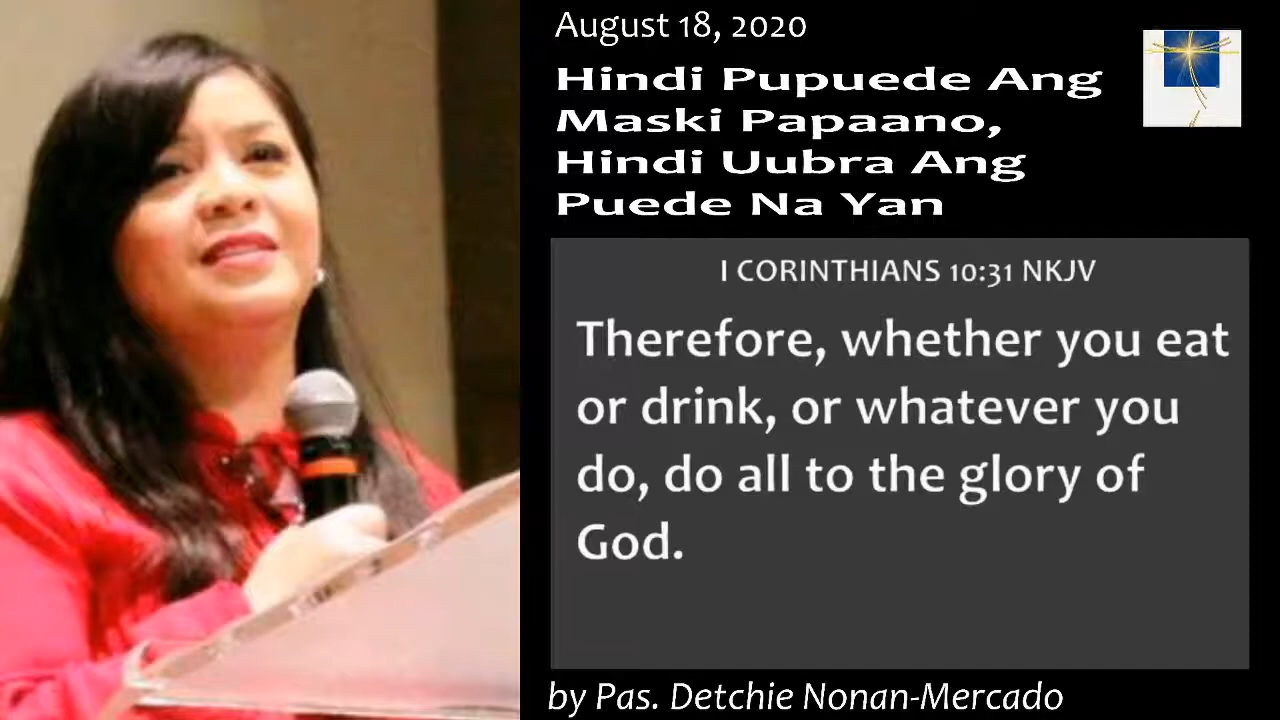 August 18, 2020
Hindi Pupuede Ang
Maski Papaano,
Hindi Uubra Ang
Puede Na Yan
I CORINTHIANS 10:31 NKJV
Therefore, whether you eat
or drink, or whatever you
do, do all to the glory of
God.
by Pas. Detchie Nonan-Mercado